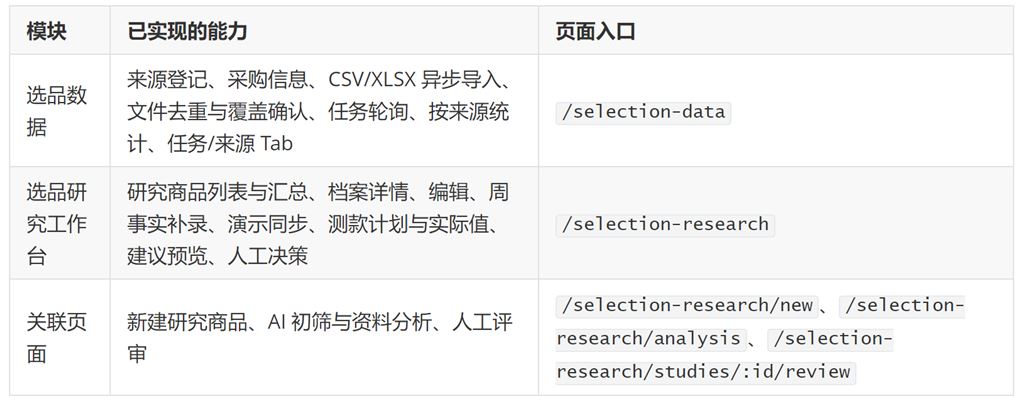 模块 已实现的能力 页面入口
选品数
据
来源登记、采购信息、CSV/XLSX 异步导入、
文件去重与覆盖确认、任务轮询、按来源统
计、任务/来源 Tab
/selection-data
选品研
究工作
台
研究商品列表与汇总、档案详情、编辑、周
事实补录、演示同步、测款计划与实际值、
建议预览、人工决策
/selection-research
关联页
面
新建研究商品、AI 初筛与资料分析、人工评
审
/selection-research/new、/selection-
research/analysis、/selection-
research/studies/:id/review